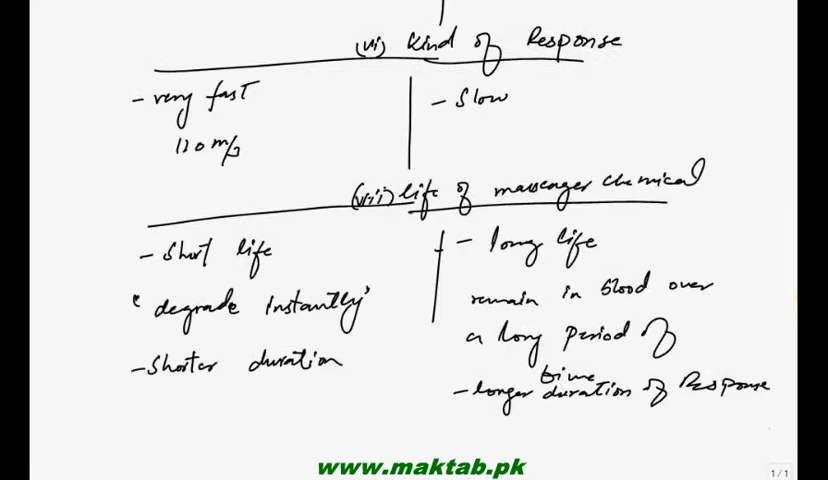 (vi) Kind of Response
- very fast
120 m/s
- Slow
(vii) life of massenger chemical
- Short life
"degrade instantly"
- Shorter duration
- long life
remain in blood over
a long period of
time
- longer duration of Response
www.maktab.pk
1/1